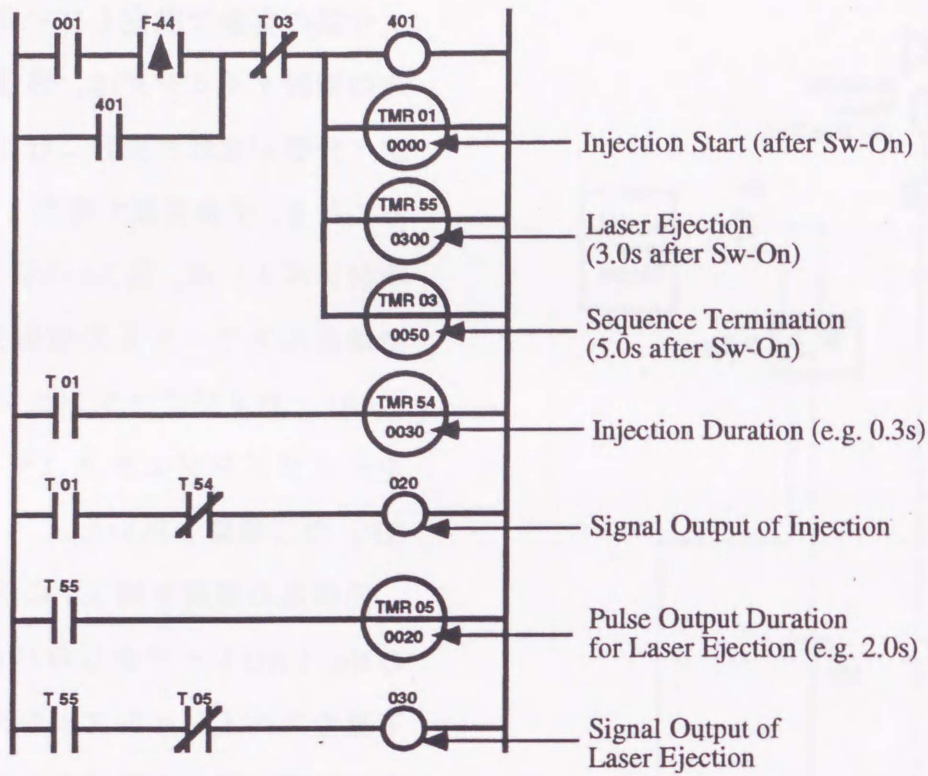 001 F-44 T 03 401
401
TMR 01
0000
Injection Start (after Sw-On)
TMR 55
0300
Laser Ejection
(3.0s after Sw-On)
TMR 03
0050
Sequence Termination
(5.0s after Sw-On)
T 01
TMR 54
0030
Injection Duration (e.g. 0.3s)
T 01 T 54 020
Signal Output of Injection
T 55
TMR 05
0020
Pulse Output Duration
for Laser Ejection (e.g. 2.0s)
T 55 T 05 030
Signal Output of
Laser Ejection